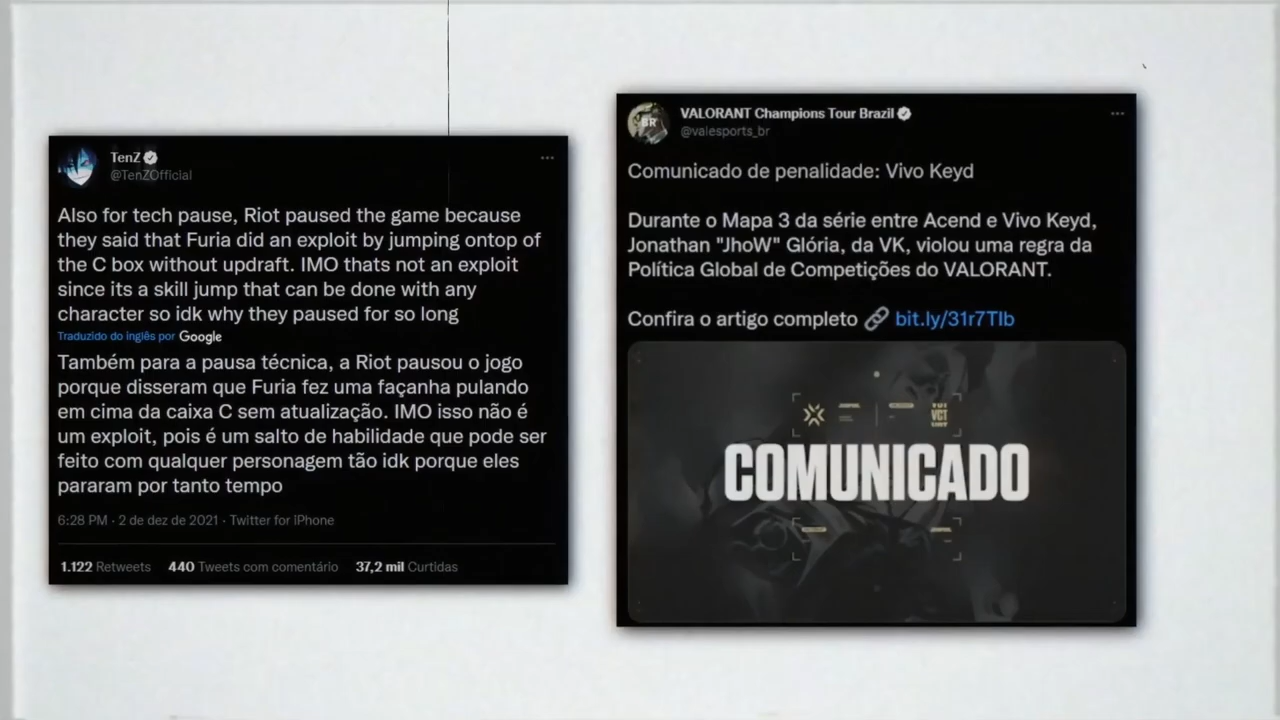 TenZ
@TenZOfficial
Also for tech pause, Riot paused the game because
they said that Furia did an exploit by jumping ontop of
the C box without updraft. IMO thats not an exploit
since its a skill jump that can be done with any
character so idk why they paused for so long
Traduzido do inglês por Google
Também para a pausa técnica, a Riot pausou o jogo
porque disseram que Furia fez uma façanha pulando
em cima da caixa C sem atualização. IMO isso não é
um exploit, pois é um salto de habilidade que pode ser
feito com qualquer personagem tão idk porque eles
pararam por tanto tempo
6:28 PM · 2 de dez de 2021 · Twitter for iPhone
1.122 Retweets 440 Tweets com comentário 37,2 mil Curtidas
BR
VALORANT Champions Tour Brazil
@valesports_br
Comunicado de penalidade: Vivo Keyd
Durante o Mapa 3 da série entre Acend e Vivo Keyd,
Jonathan "JhoW" Glória, da VK, violou uma regra da
Política Global de Competições do VALORANT.
Confira o artigo completo bit.ly/31r7TIb
VCT
COMUNICADO